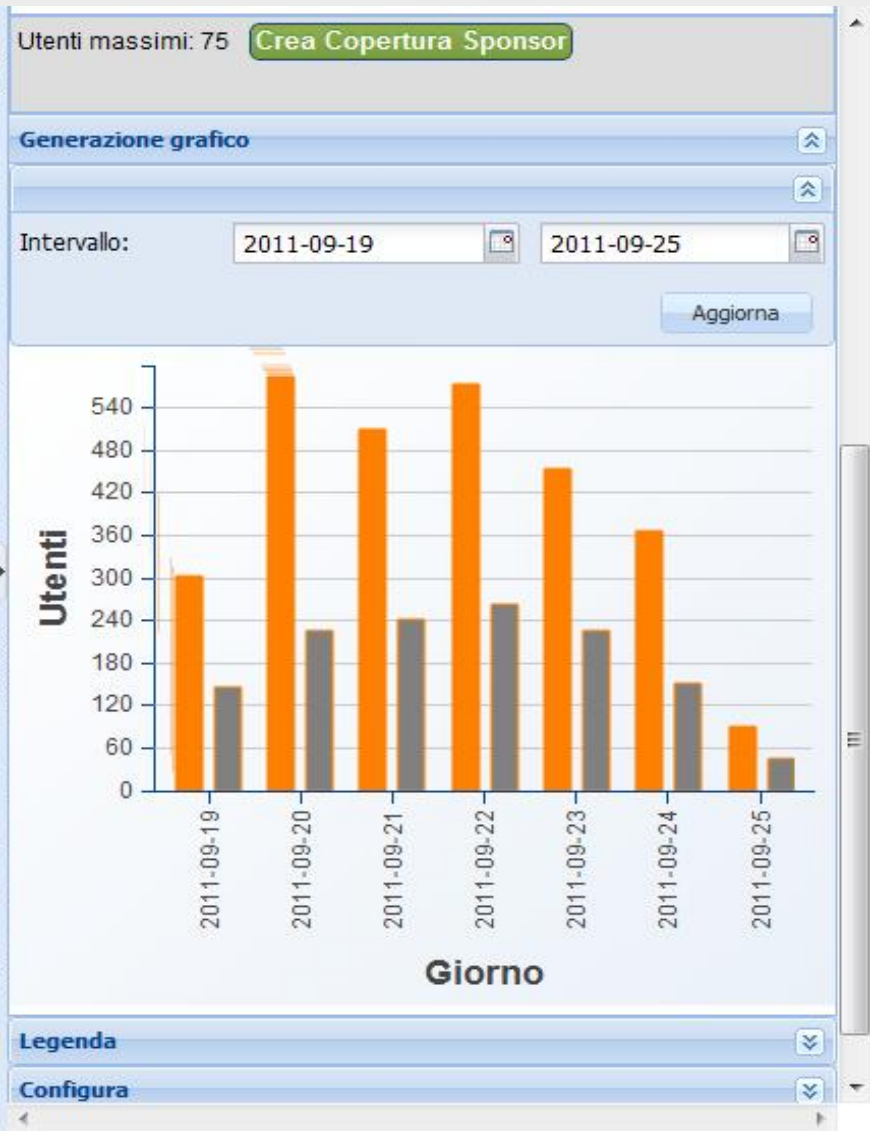 Utenti massimi: 75 Crea Copertura Sponsor
Generazione grafico
Intervallo: 2011-09-19 2011-09-25
Aggiorna
540
480
420
360
300
240
180
120
60
0
Utenti
2011-09-19
2011-09-20
2011-09-21
2011-09-22
2011-09-23
2011-09-24
2011-09-25
Giorno
Legenda
Configura